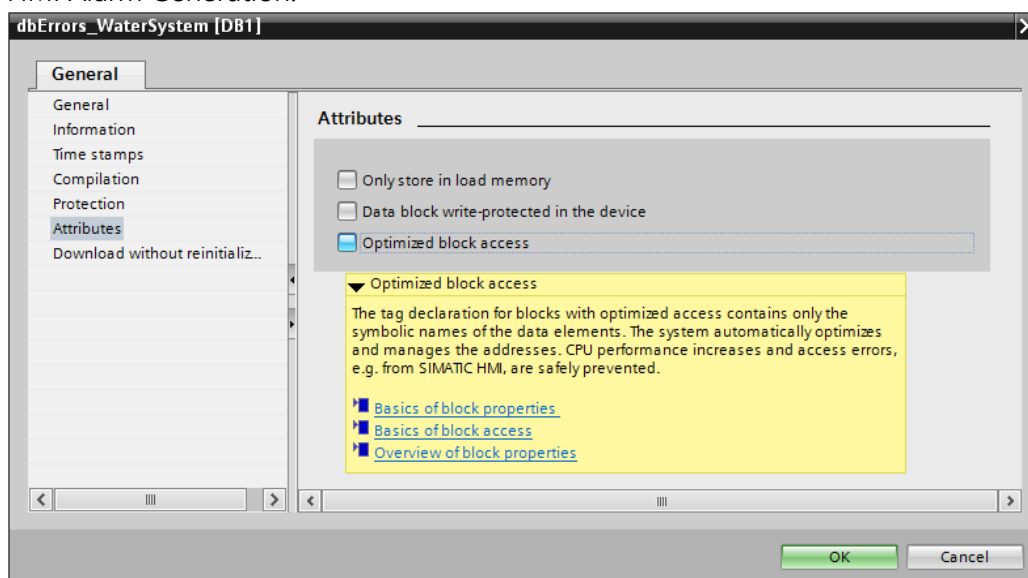 HMI Alarm Generation.
dbErrors_WaterSystem [DB1]
General
General
Information
Time stamps
Compilation
Protection
Attributes
Download without reinitializ...
Attributes
Only store in load memory
Data block write-protected in the device
Optimized block access
Optimized block access
The tag declaration for blocks with optimized access contains only the
symbolic names of the data elements. The system automatically optimizes
and manages the addresses. CPU performance increases and access errors,
e.g. from SIMATIC HMI, are safely prevented.
Basics of block properties
Basics of block access
Overview of block properties
OK
Cancel